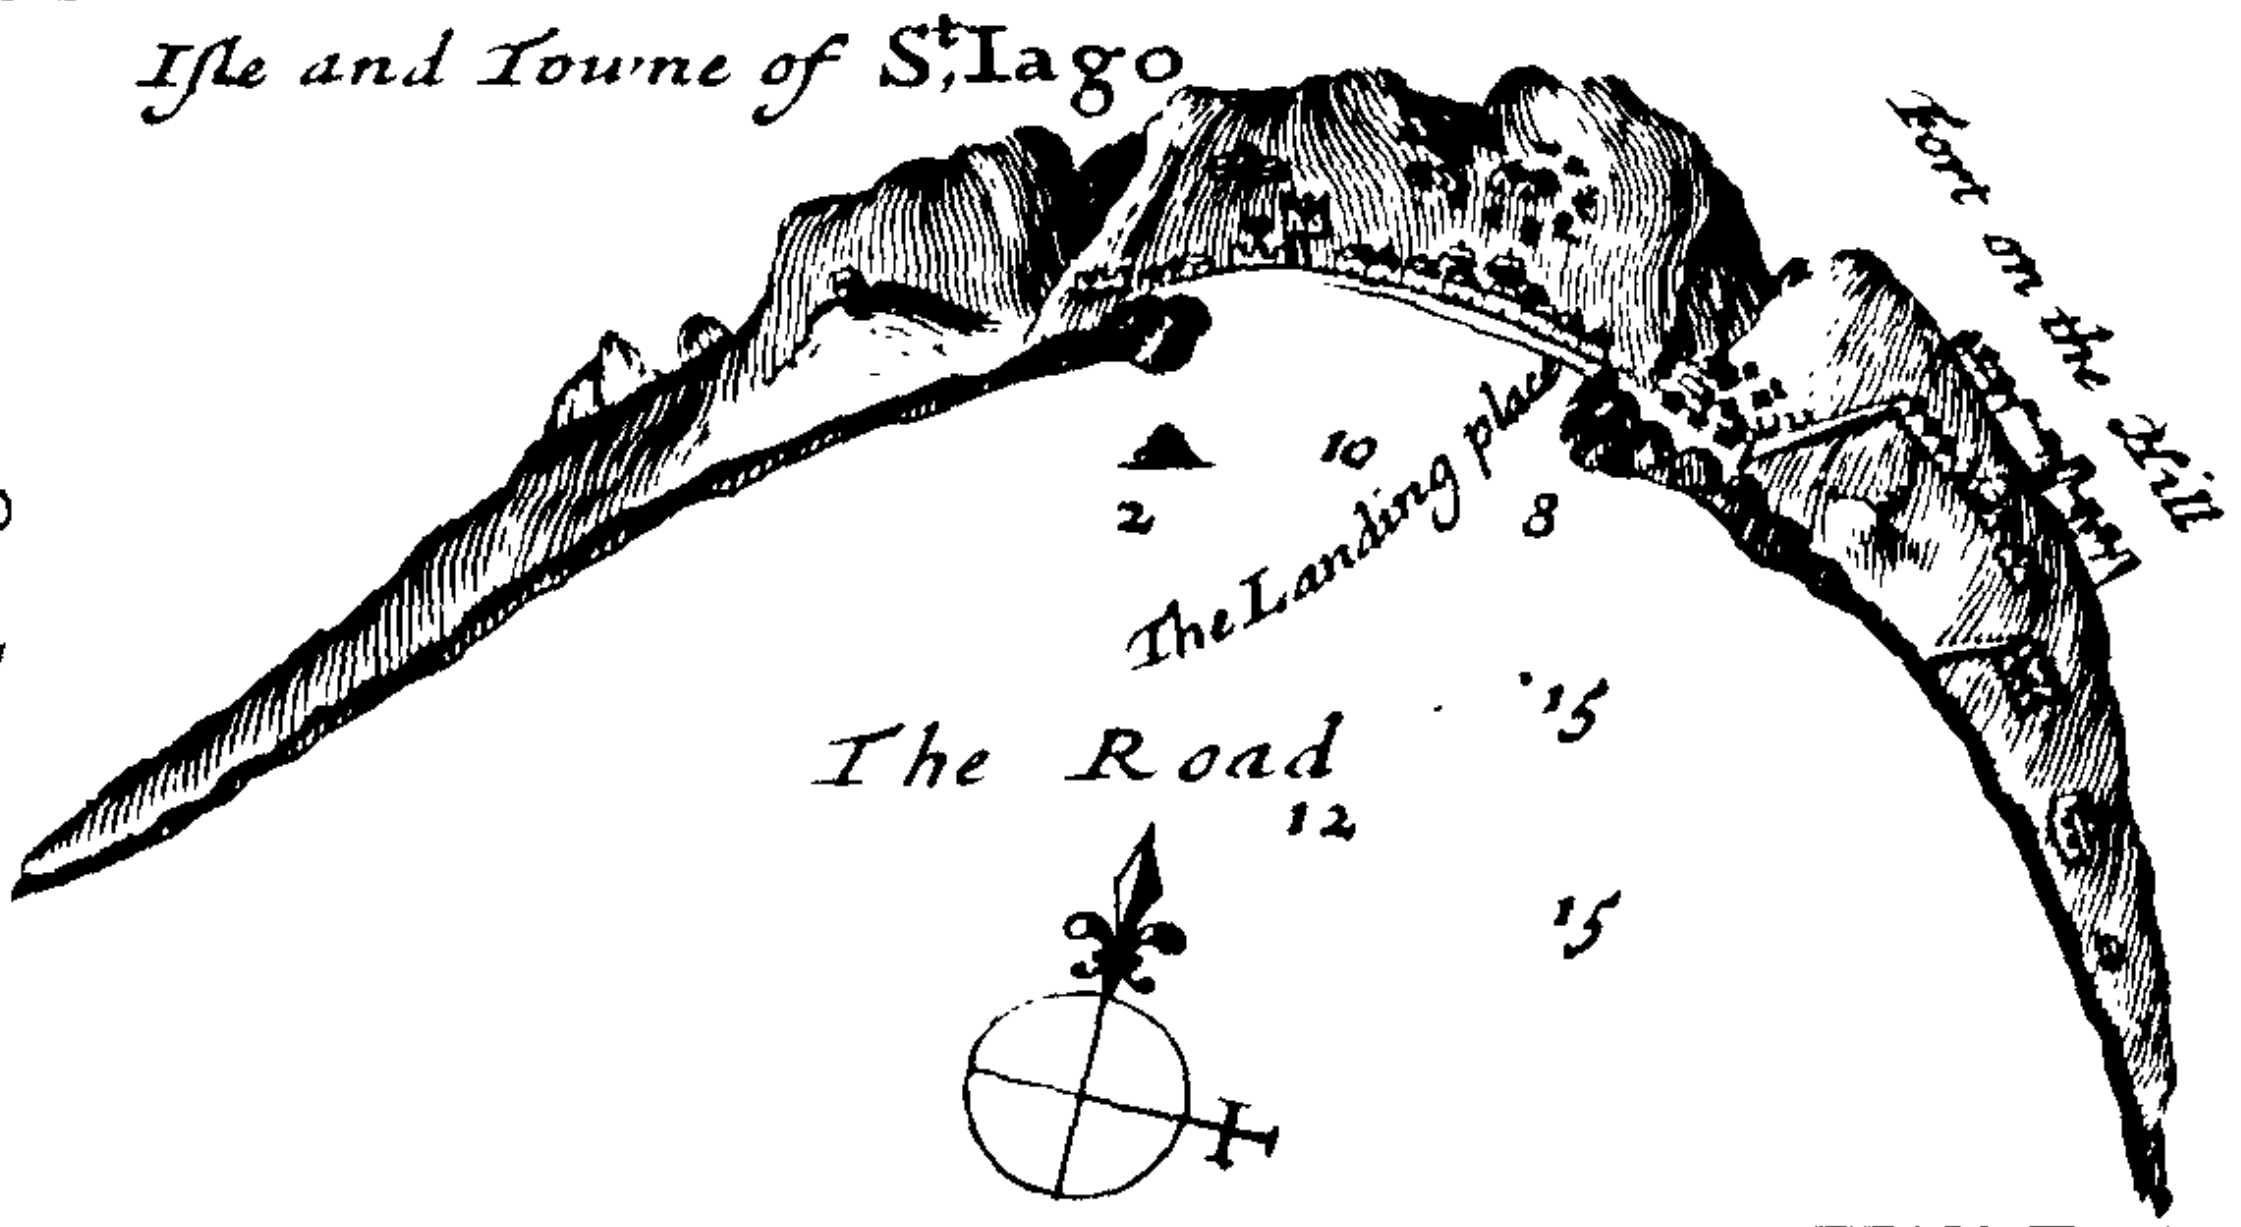 Iſle and Towne of Sᵗ, Iago
Fort on the Hill
10
2
8
The Landing place
15
The Road
12
15